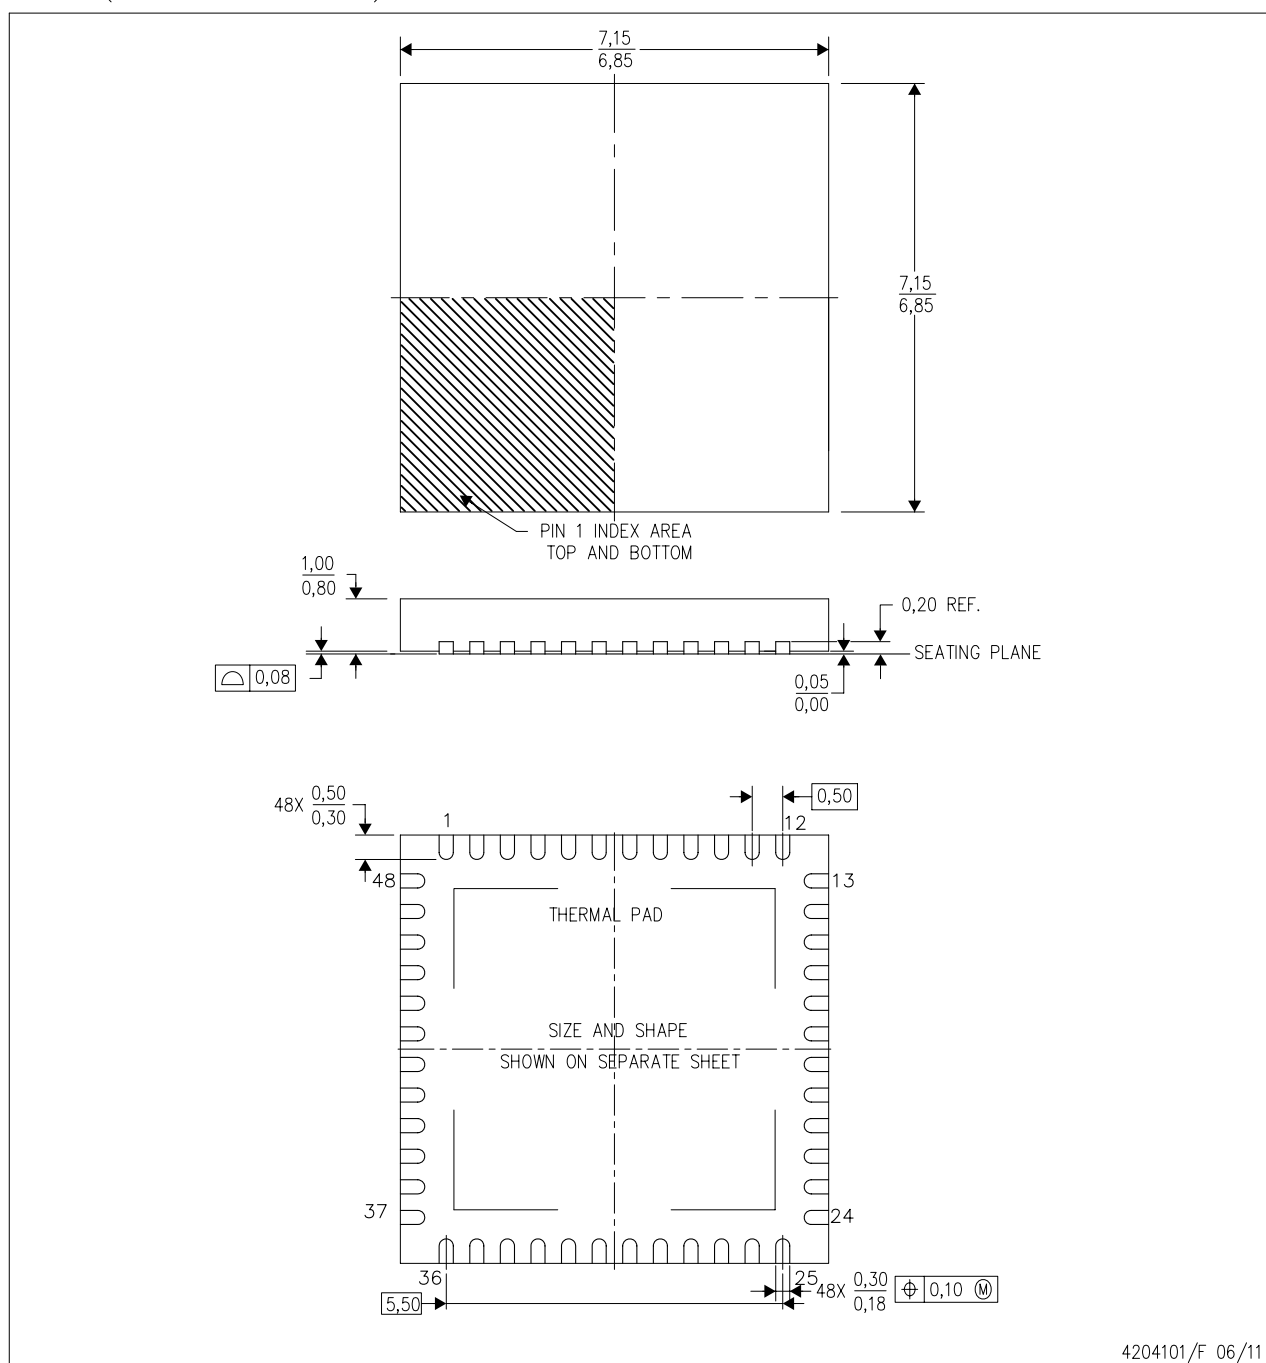 7,15
6,85
7,15
6,85
PIN 1 INDEX AREA
TOP AND BOTTOM
1,00
0,80
0,20 REF.
SEATING PLANE
0,08
0,05
0,00
48X 0,50
0,30
0,50
1
12
48
13
THERMAL PAD
SIZE AND SHAPE
SHOWN ON SEPARATE SHEET
37
24
36
25
48X 0,30
0,18
0,10 Ⓜ
5,50
4204101/F 06/11